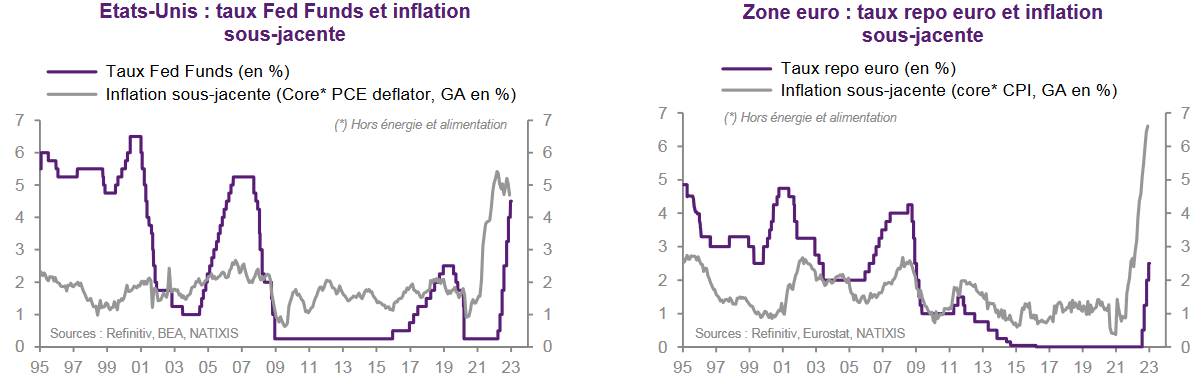 Etats-Unis : taux Fed Funds et inflation
sous-jacente
Taux Fed Funds (en %)
Inflation sous-jacente (Core* PCE deflator, GA en %)
(*) Hors énergie et alimentation
7 7
6 6
5 5
4 4
3 3
2 2
1 1
0 0
Sources : Refinitiv, BEA, NATIXIS
95 97 99 01 03 05 07 09 11 13 15 17 19 21 23
Zone euro : taux repo euro et inflation
sous-jacente
Taux repo euro (en %)
Inflation sous-jacente (core* CPI, GA en %)
(*) Hors énergie et alimentation
7 7
6 6
5 5
4 4
3 3
2 2
1 1
0 0
Sources : Refinitiv, Eurostat, NATIXIS
95 97 99 01 03 05 07 09 11 13 15 17 19 21 23